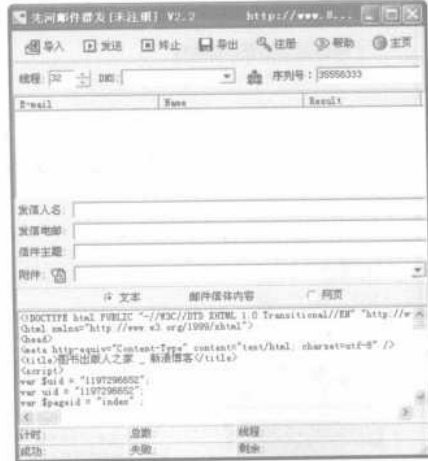 先河邮件群发[未注册] V2.2 http://www.8...
导入 发送 终止 导出 注册 帮助 主页
线程: 32 DNS: 序列号: 35556333
E-mail Name Result
发信人名:
发信电邮:
信件主题:
附件:
文本 邮件信体内容 网页
<!DOCTYPE html PUBLIC "-//W3C//DTD XHTML 1.0 Transitional//EN" "http://w
<html xmlns="http://www.w3.org/1999/xhtml">
<head>
<meta http-equiv="Content-Type" content="text/html; charset=utf-8" />
<title>图书出版人之家 _ 新浪博客</title>
<script>
var $uid = "1197296652";
var uid = "1197296652";
var $pageid = "index" ;
计时: 总数: 线程:
成功: 失败: 剩余: